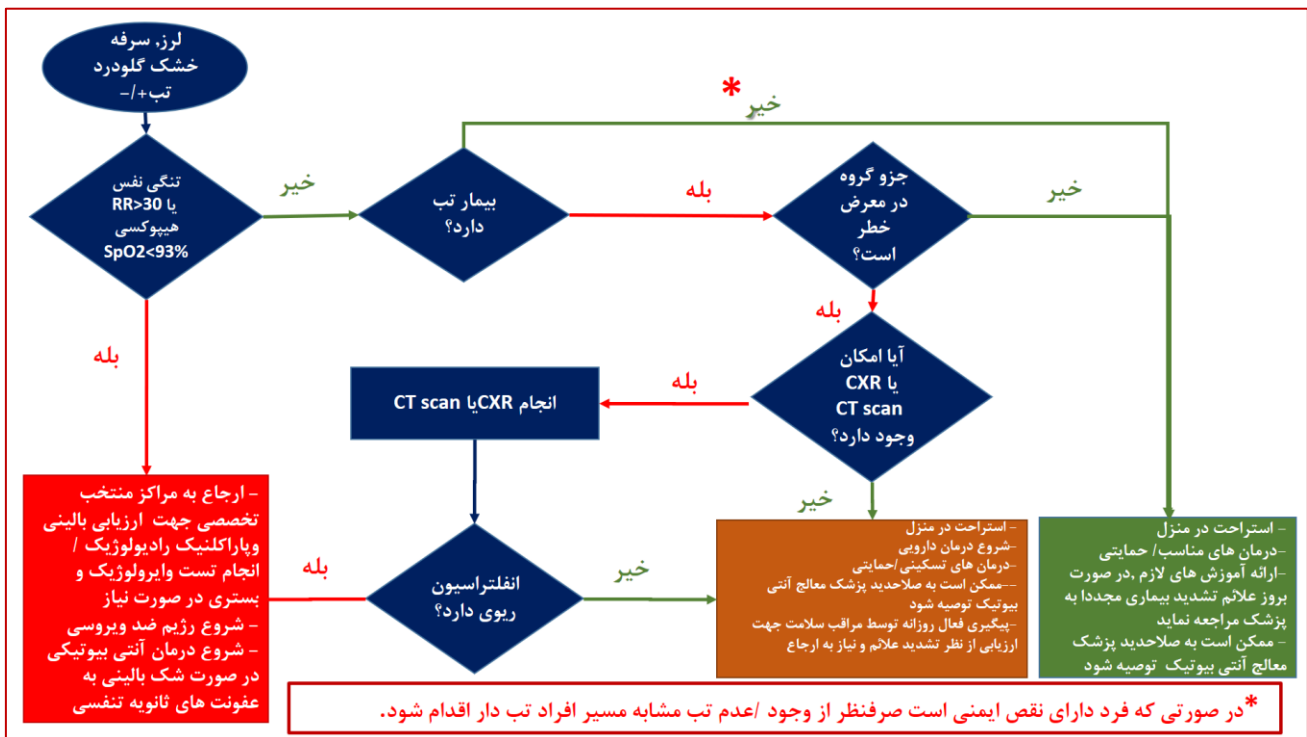 لرز, سرفه
خشک گلودرد
تب+/–
تنگی نفس
یا RR>30
هیپوکسی
SpO2<93%
خیر
بیمار تب
دارد؟
خیر*
بله
جزو گروه
در معرض
خطر
است؟
خیر
بله
بله
آیا امکان
CXR یا
CT scan
وجود دارد؟
بله
انجام CXRیا CT scan
خیر
انفلتراسیون
ریوی دارد؟
بله
خیر
– ارجاع به مراکز منتخب
تخصصی جهت ارزیابی بالینی
وپاراکلنیک رادیولوژیک /
انجام تست وایرولوژیک و
بستری در صورت نیاز
– شروع رژیم ضد ویروسی
– شروع درمان آنتی بیوتیکی
در صورت شک بالینی به
عفونت های ثانویه تنفسی
– استراحت در منزل
–شروع درمان دارویی
–درمان های تسکینی/حمایتی
––ممکن است به صلاحدید پزشک معالج آنتی
بیوتیک توصیه شود
–پیگیری فعال روزانه توسط مراقب سلامت جهت
ارزیابی از نظر تشدید علائم و نیاز به ارجاع
– استراحت در منزل
–درمان های مناسب/ حمایتی
–ارائه آموزش های لازم ,در صورت
بروز علائم تشدید بیماری مجددا به
پزشک مراجعه نماید
– ممکن است به صلاحدید پزشک
معالج آنتی بیوتیک توصیه شود
*در صورتی که فرد دارای نقص ایمنی است صرفنظر از وجود /عدم تب مشابه مسیر افراد تب دار اقدام شود.